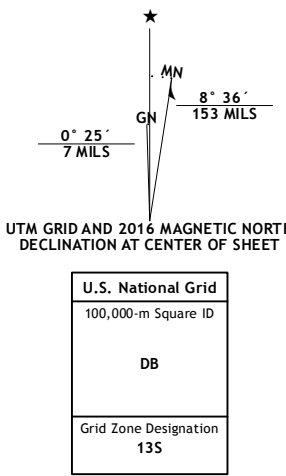 MN
GN
8° 36´
153 MILS
0° 25´
7 MILS
UTM GRID AND 2016 MAGNETIC NORTH
DECLINATION AT CENTER OF SHEET
U.S. National Grid
100,000-m Square ID
DB
Grid Zone Designation
13S